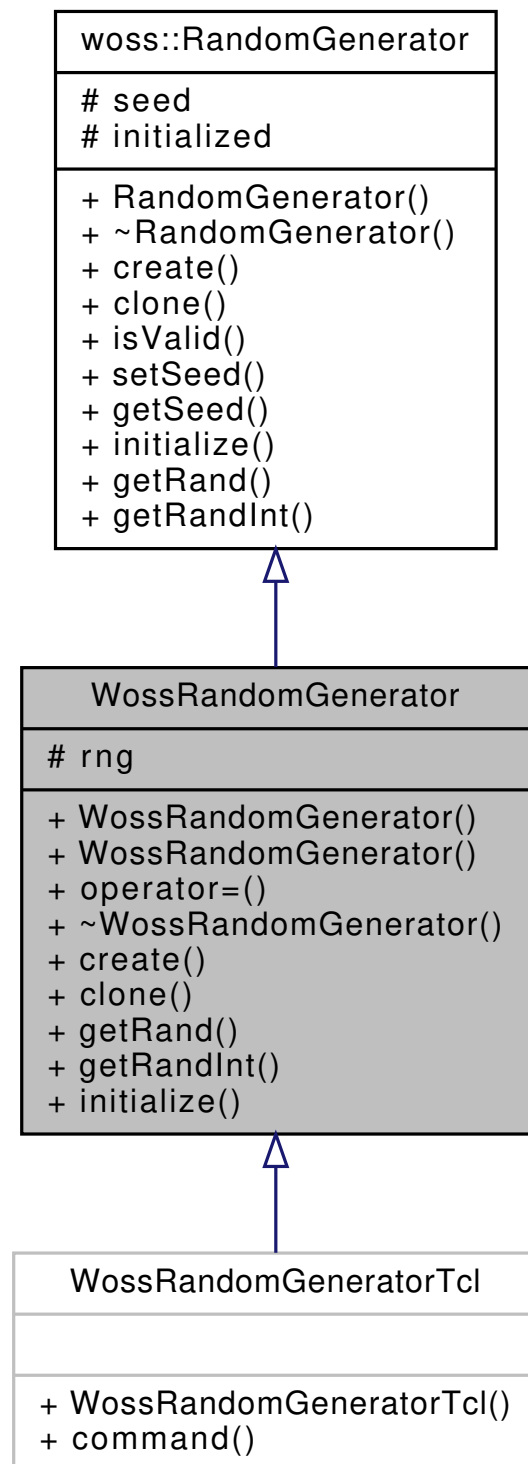 woss::RandomGenerator
# seed
# initialized
+ RandomGenerator()
+ ~RandomGenerator()
+ create()
+ clone()
+ isValid()
+ setSeed()
+ getSeed()
+ initialize()
+ getRand()
+ getRandInt()
WossRandomGenerator
# rng
+ WossRandomGenerator()
+ WossRandomGenerator()
+ operator=()
+ ~WossRandomGenerator()
+ create()
+ clone()
+ getRand()
+ getRandInt()
+ initialize()
WossRandomGeneratorTcl
+ WossRandomGeneratorTcl()
+ command()